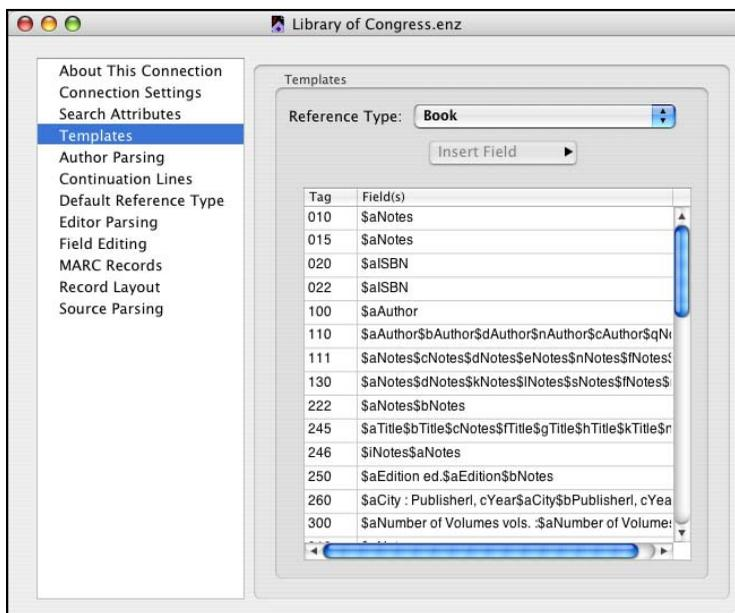 Library of Congress.enz
About This Connection
Connection Settings
Search Attributes
Templates
Author Parsing
Continuation Lines
Default Reference Type
Editor Parsing
Field Editing
MARC Records
Record Layout
Source Parsing
Templates
Reference Type: Book
Insert Field
Tag Field(s)
010 $aNotes
015 $aNotes
020 $aISBN
022 $aISBN
100 $aAuthor
110 $aAuthor$bAuthor$dAuthor$nAuthor$cAuthor$qNo
111 $aNotes$cNotes$dNotes$eNotes$nNotes$fNotes$
130 $aNotes$dNotes$kNotes$lNotes$sNotes$fNotes$
222 $aNotes$bNotes
245 $aTitle$bTitle$cNotes$fTitle$gTitle$hTitle$kTitle$n
246 $iNotes$aNotes
250 $aEdition ed.$aEdition$bNotes
260 $aCity : Publisherl, cYear$aCity$bPublisherl, cYea
300 $aNumber of Volumes vols. :$aNumber of Volumes